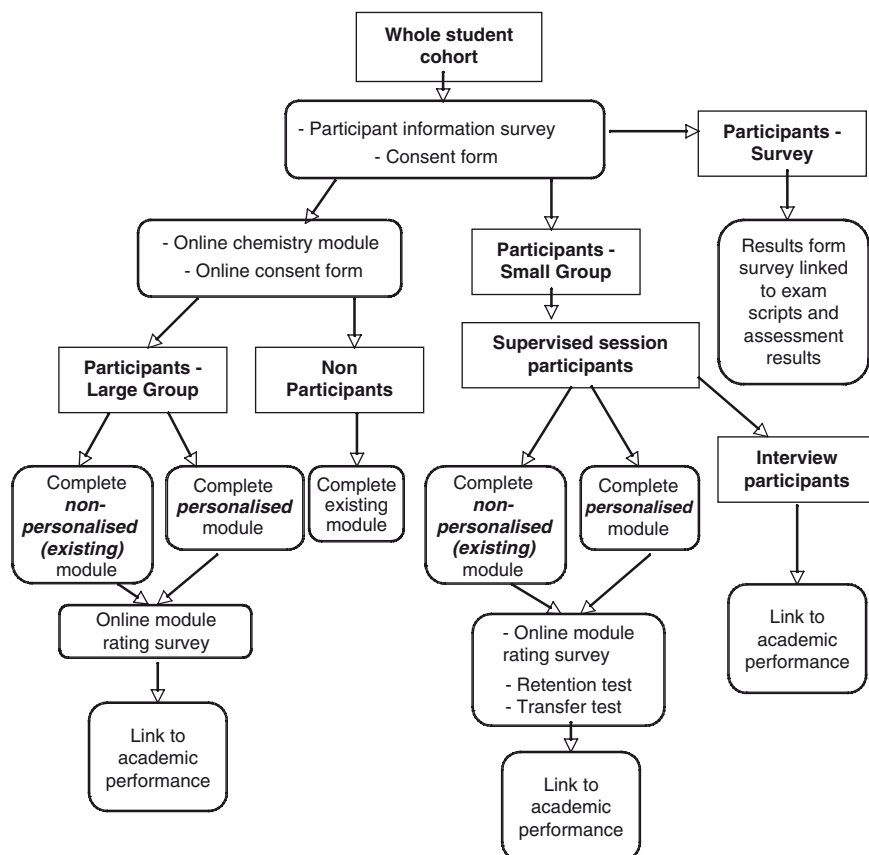 Whole student
cohort
- Participant information survey
- Consent form
Participants -
Survey
- Online chemistry module
- Online consent form
Participants -
Small Group
Results form
survey linked
to exam
scripts and
assessment
results
Participants -
Large Group
Non
Participants
Supervised session
participants
Interview
participants
Complete
non-
personalised
(existing)
module
Complete
personalised
module
Complete
existing
module
Complete
non-
personalised
(existing)
module
Complete
personalised
module
Online module
rating survey
- Online module
rating survey
- Retention test
- Transfer test
Link to
academic
performance
Link to
academic
performance
Link to
academic
performance